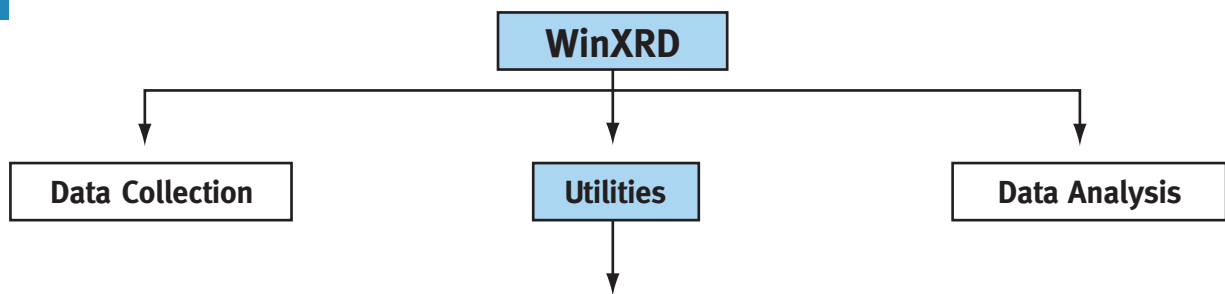 WinXRD
Data Collection
Utilities
Data Analysis